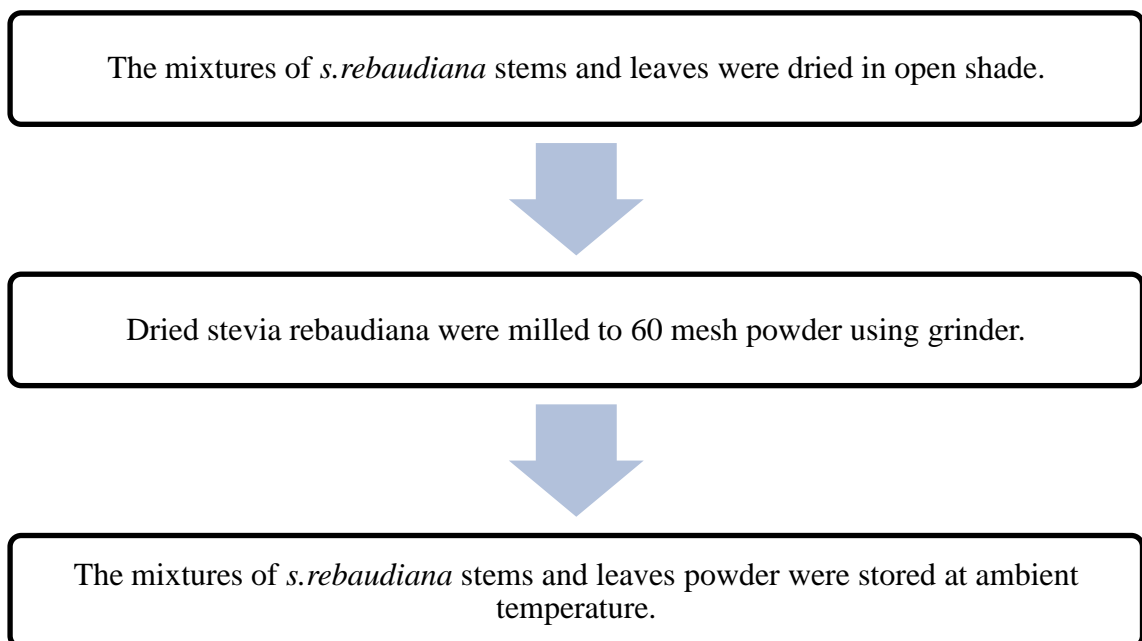 The mixtures of s.rebaudiana stems and leaves were dried in open shade.
Dried stevia rebaudiana were milled to 60 mesh powder using grinder.
The mixtures of s.rebaudiana stems and leaves powder were stored at ambient
temperature.